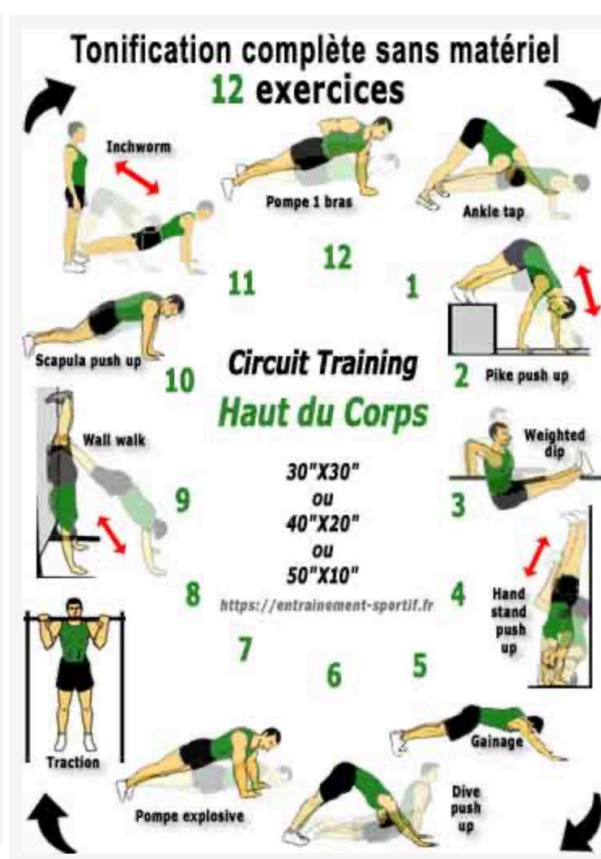 Tonification complète sans matériel
12 exercices
Inchworm
Pompe 1 bras
Ankle tap
12
11
1
Scapula push up
10
Circuit Training
2
Pike push up
Haut du Corps
Wall walk
Weighted
dip
9
30"X30"
3
ou
40"X20"
ou
50"X10"
8
https://entrainement-sportif.fr
4
Hand
stand
push
up
7
6
5
Traction
Gainage
Pompe explosive
Dive
push
up